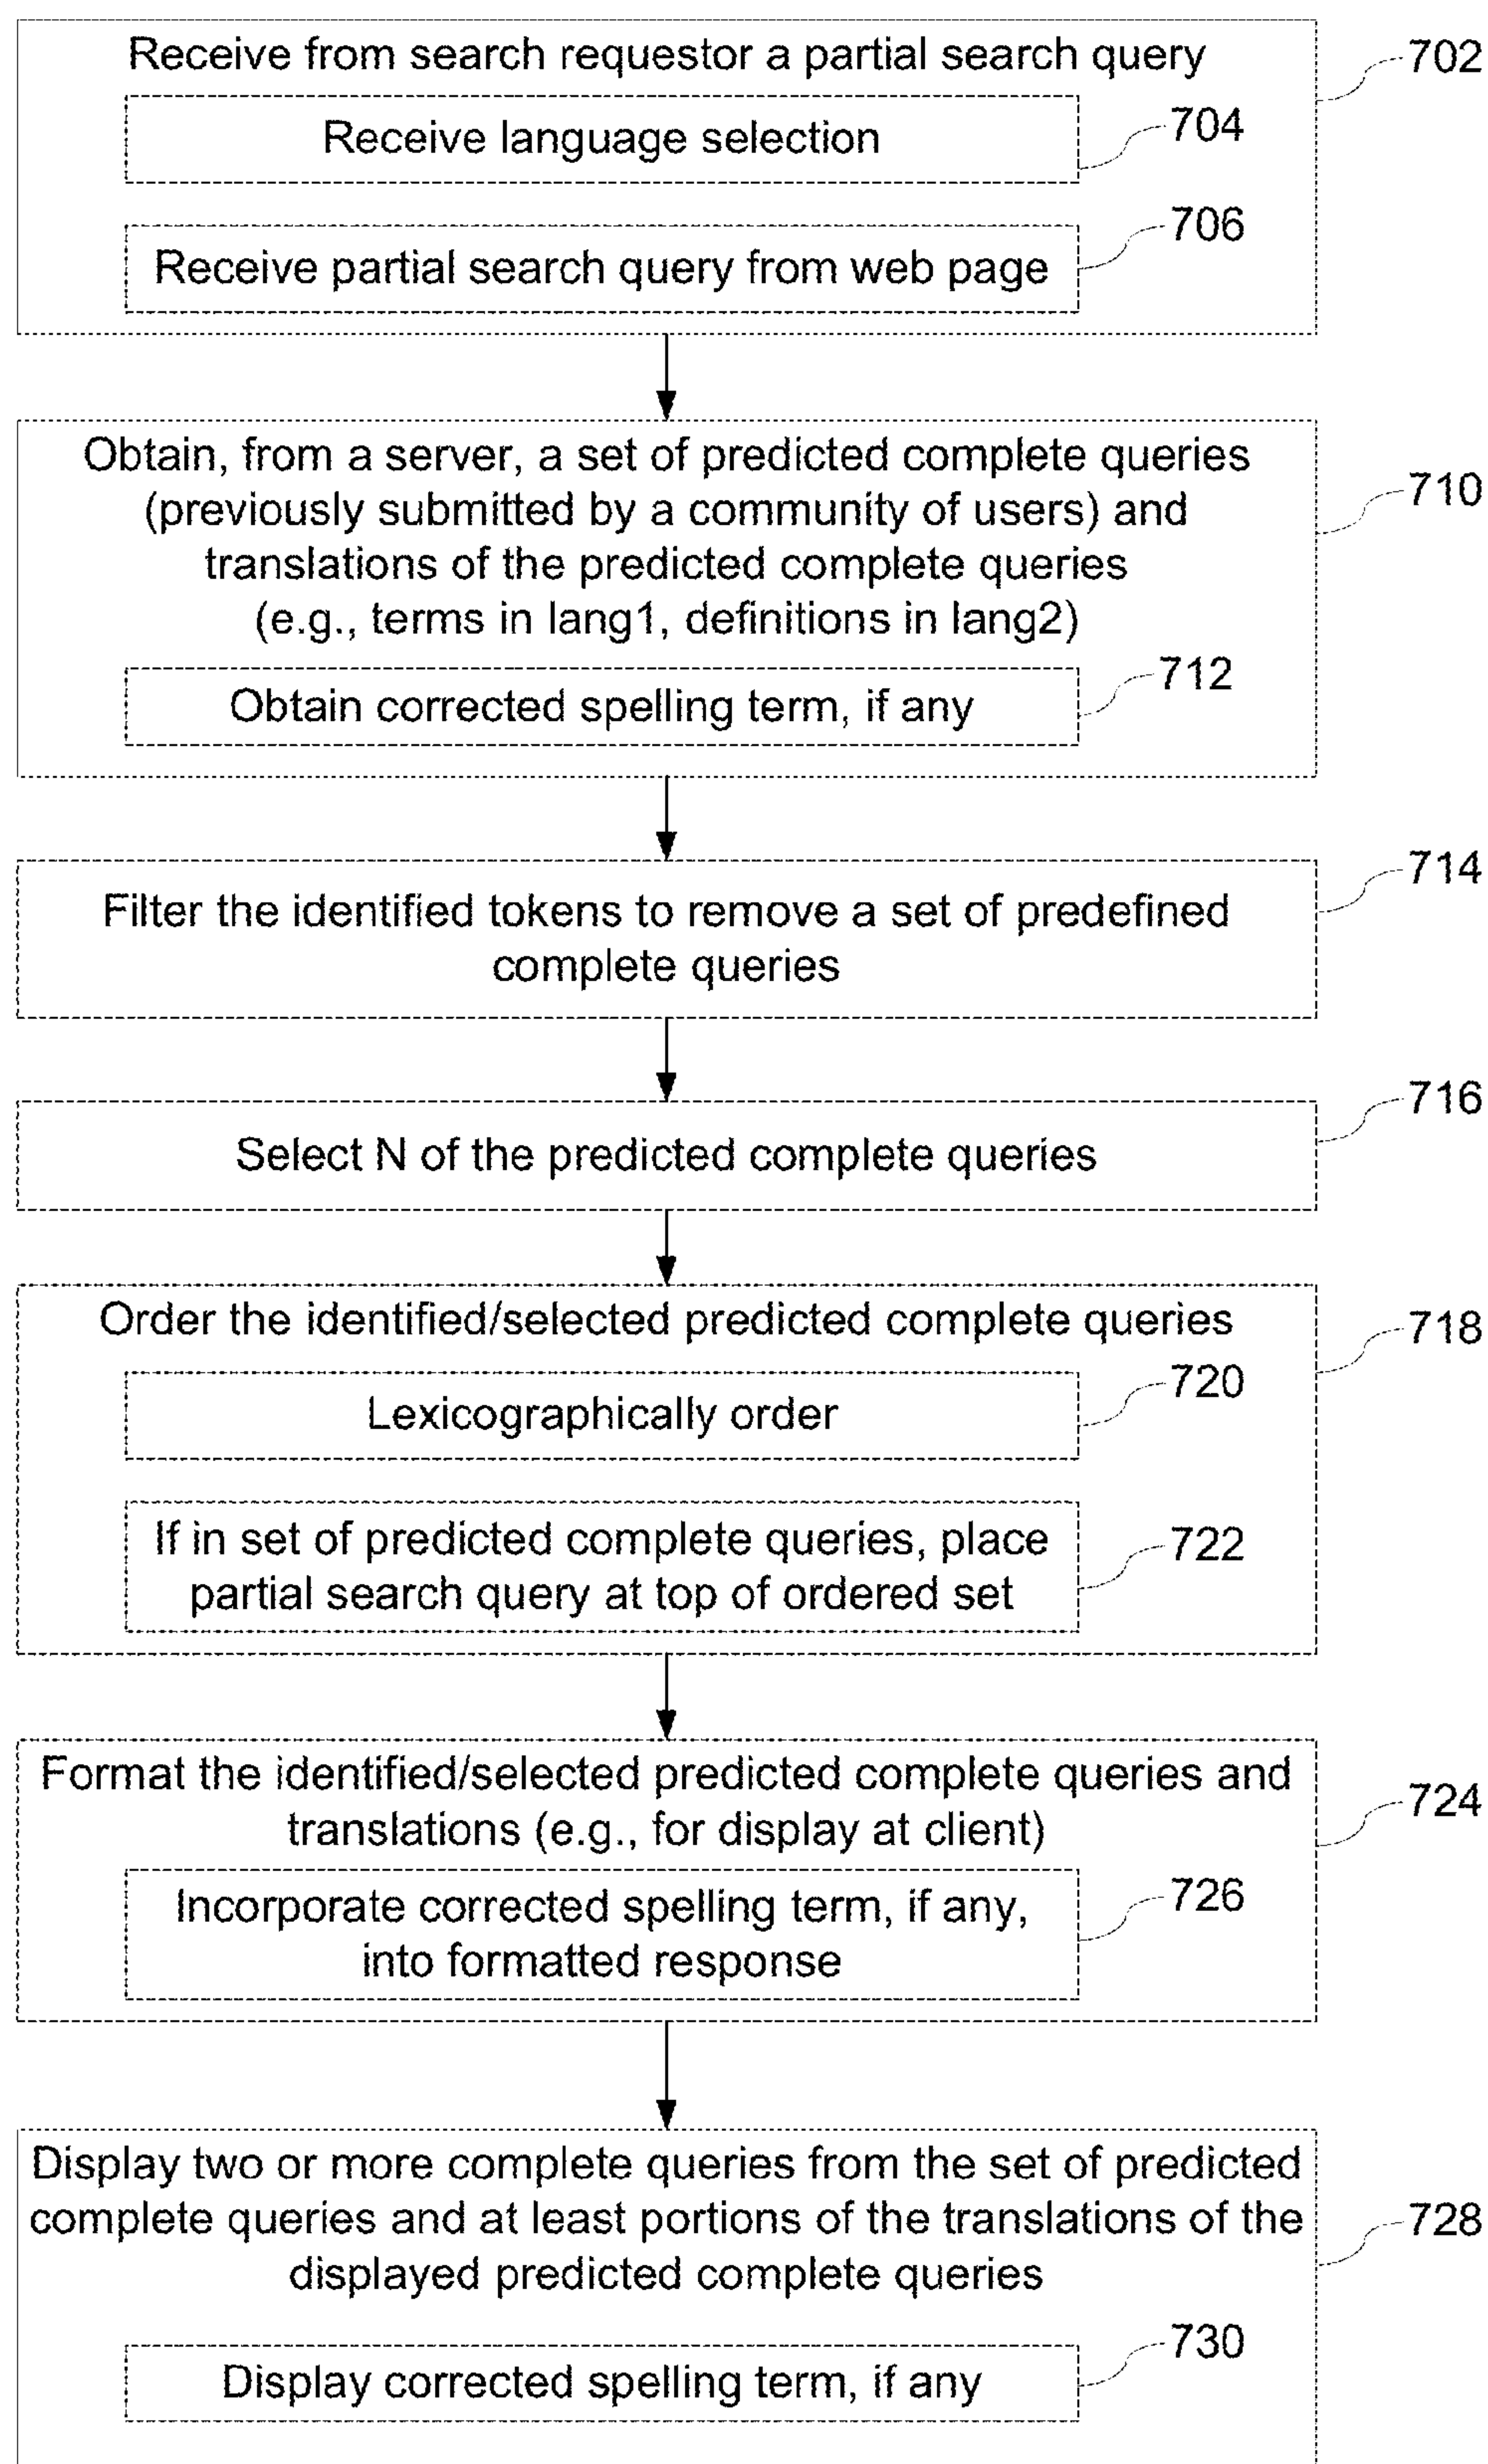 Receive from search requestor a partial search query
702
Receive language selection
704
706
Receive partial search query from web page
Obtain, from a server, a set of predicted complete queries
710
(previously submitted by a community of users) and
translations of the predicted complete queries
(e.g., terms in lang1, definitions in lang2)
712
Obtain corrected spelling term, if any
714
Filter the identified tokens to remove a set of predefined
complete queries
716
Select N of the predicted complete queries
Order the identified/selected predicted complete queries
718
720
Lexicographically order
If in set of predicted complete queries, place
722
partial search query at top of ordered set
Format the identified/selected predicted complete queries and
724
translations (e.g., for display at client)
726
Incorporate corrected spelling term, if any,
into formatted response
Display two or more complete queries from the set of predicted
complete queries and at least portions of the translations of the
728
displayed predicted complete queries
730
Display corrected spelling term, if any